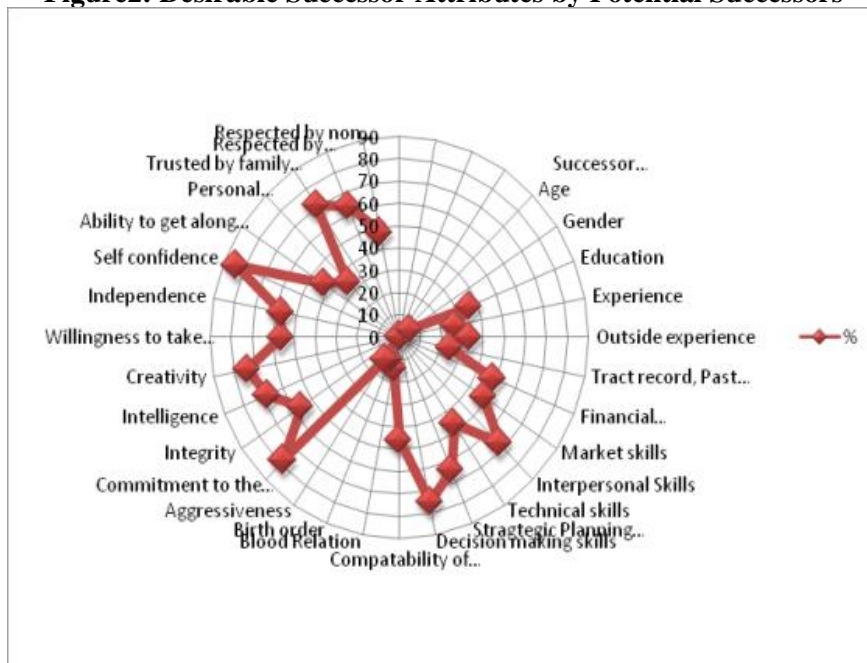 Figure2: Desirable Successor Attributes by Potential Successors
Respected by non...
Respected by...
Trusted by family...
Personal...
Ability to get along...
Self confidence
Independence
Willingness to take...
Creativity
Intelligence
Integrity
Commitment to the...
Aggressiveness
Birth order
Blood Relation
Compatability of...
Decision making skills
Stragtegic Planning...
Technical skills
Interpersonal Skills
Market skills
Financial...
Tract record, Past...
Outside experience
Experience
Education
Gender
Age
Successor...
90
80
70
60
50
40
30
20
10
0
%